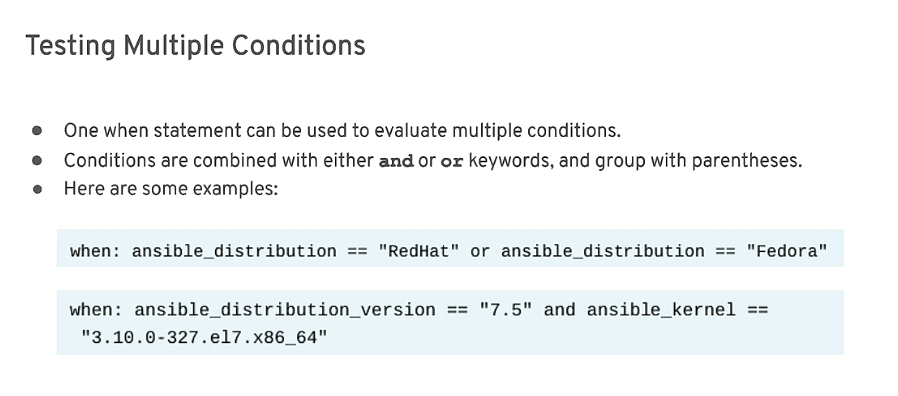 Testing Multiple Conditions
One when statement can be used to evaluate multiple conditions.
Conditions are combined with either and or or keywords, and group with parentheses.
Here are some examples:
when: ansible_distribution == "RedHat" or ansible_distribution == "Fedora"
when: ansible_distribution_version == "7.5" and ansible_kernel ==
"3.10.0-327.el7.x86_64"